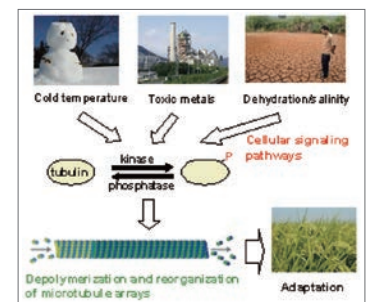 Cold temperature
Toxic metals
Dehydration/salinity
Cellular signaling
pathways
kinase
P
tubulin
phosphatase
Depolymerization and reorganization
of microtubule arrays
Adaptation